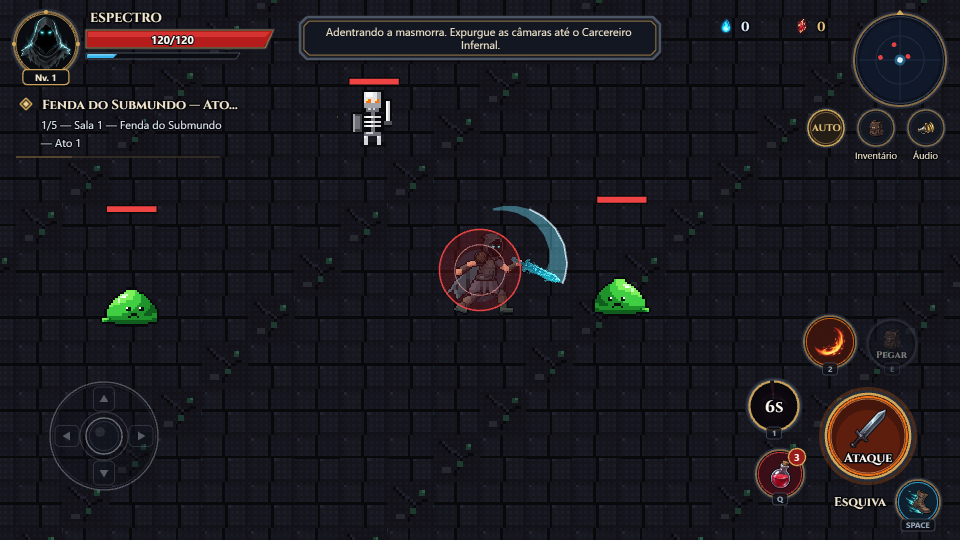 ESPECTRO
120/120
Nv. 1
Adentrando a masmorra. Expurgue as câmaras até o Carcereiro
Infernal.
0
0
Fenda do Submundo — Ato...
1/5 — Sala 1 — Fenda do Submundo
— Ato 1
AUTO
Inventário
Áudio
2
PEGAR
E
6s
1
ATAQUE
3
Q
ESQUIVA
SPACE